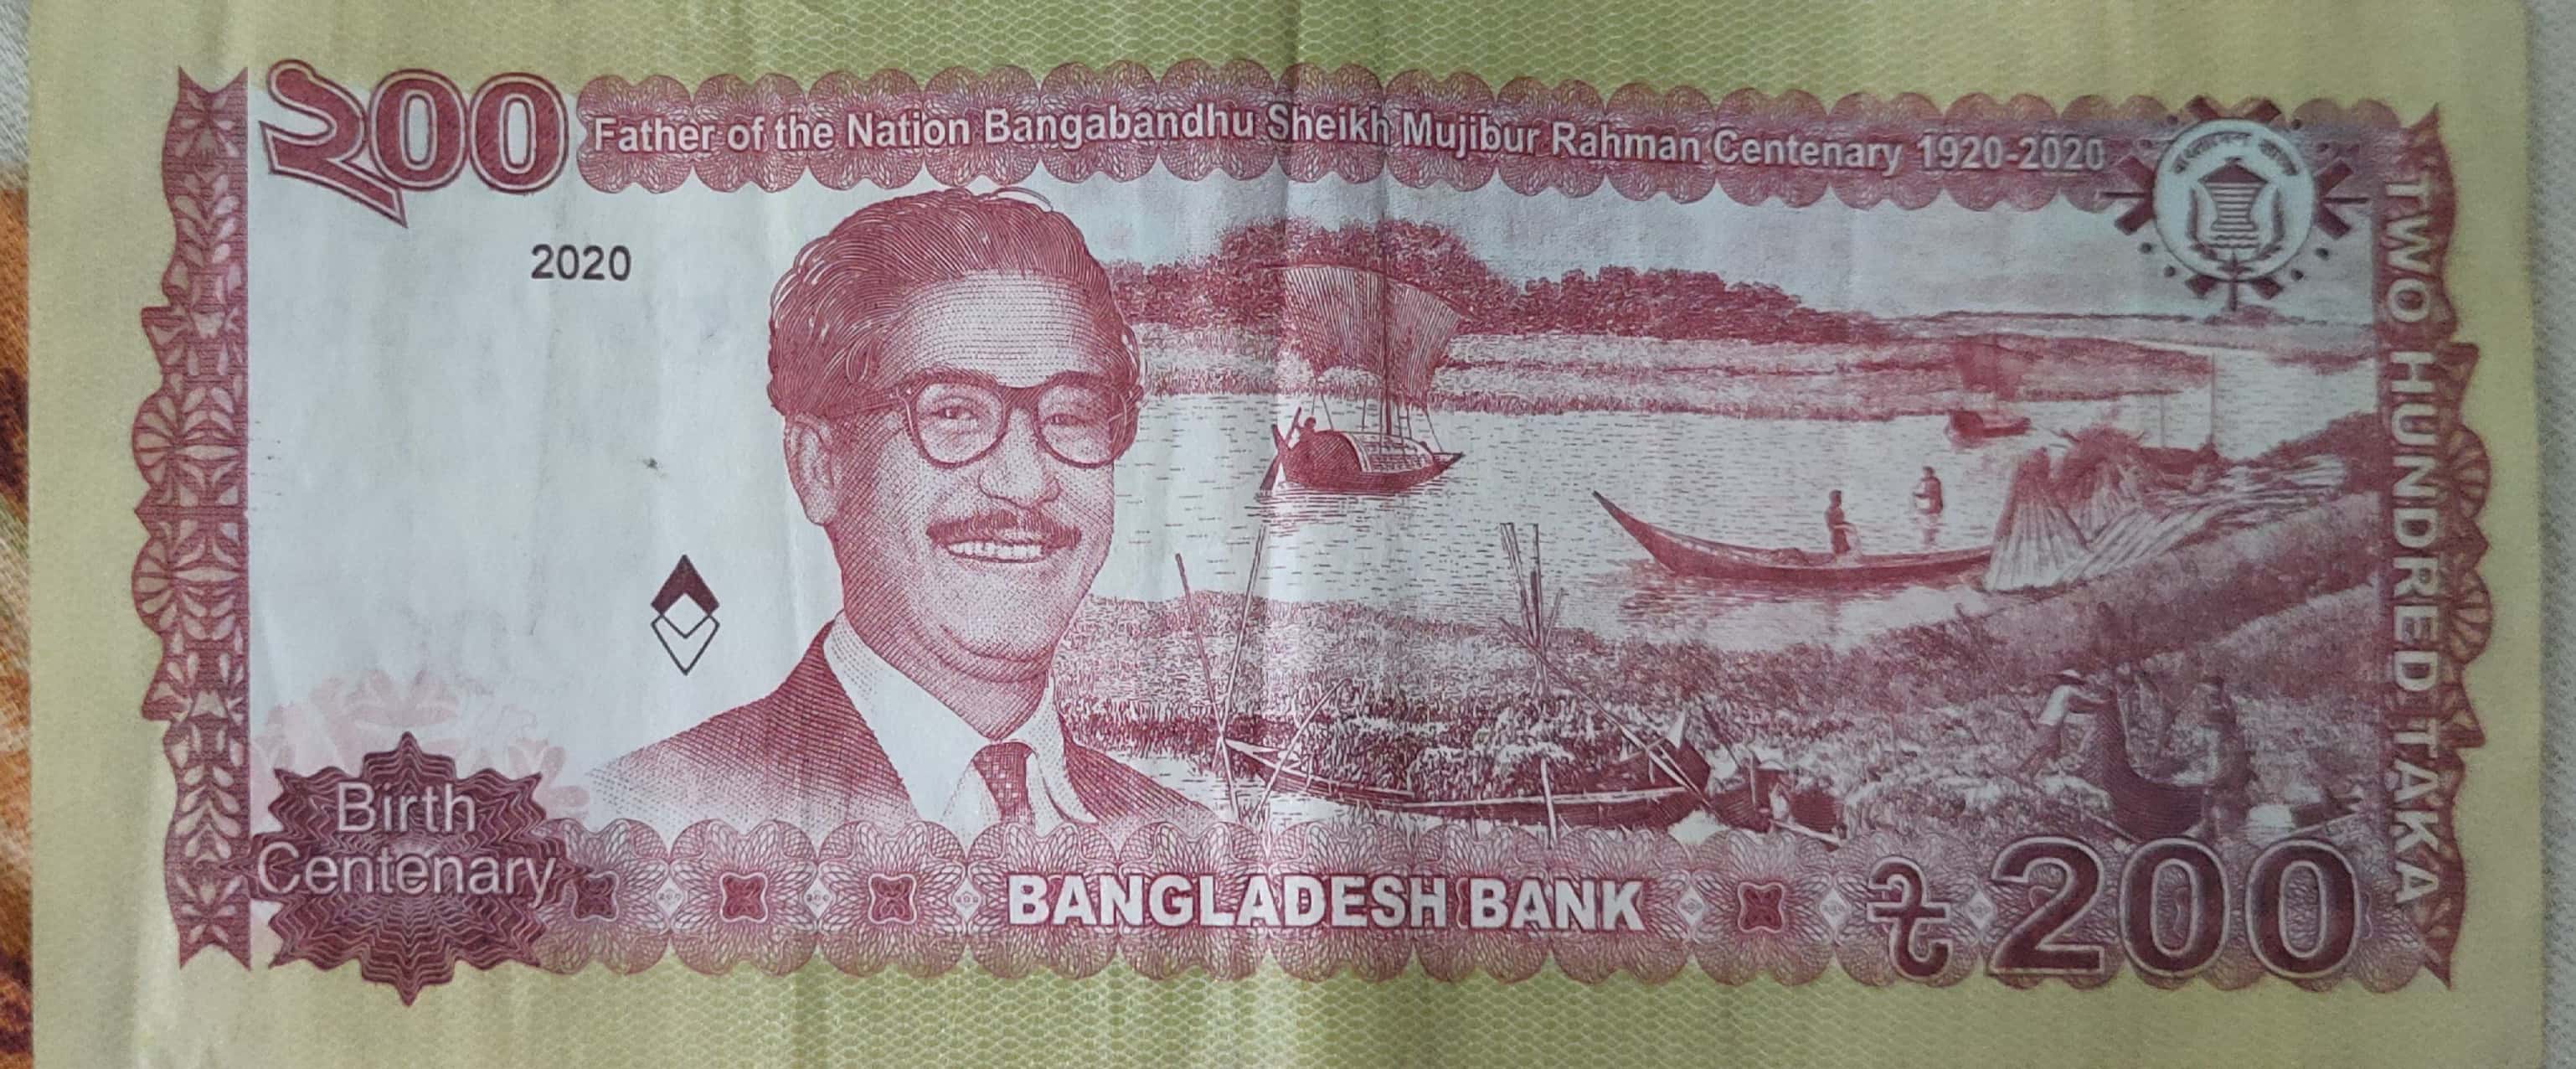 ২00
Father of the Nation Bangabandhu Sheikh Mujibur Rahman Centenary 1920-2020
2020
TWO HUNDRED TAKA
Birth
Centenary
BANGLADESH BANK
৳200